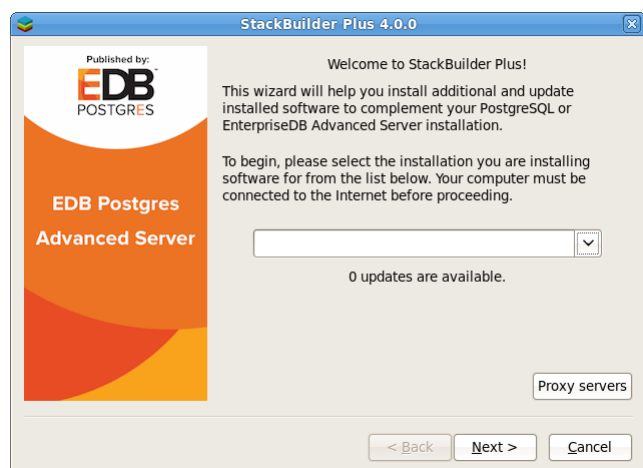 StackBuilder Plus 4.0.0
Published by:
EDB
POSTGRES
EDB Postgres
Advanced Server
Welcome to StackBuilder Plus!
This wizard will help you install additional and update
installed software to complement your PostgreSQL or
EnterpriseDB Advanced Server installation.
To begin, please select the installation you are installing
software for from the list below. Your computer must be
connected to the Internet before proceeding.
0 updates are available.
Proxy servers
< Back
Next >
Cancel